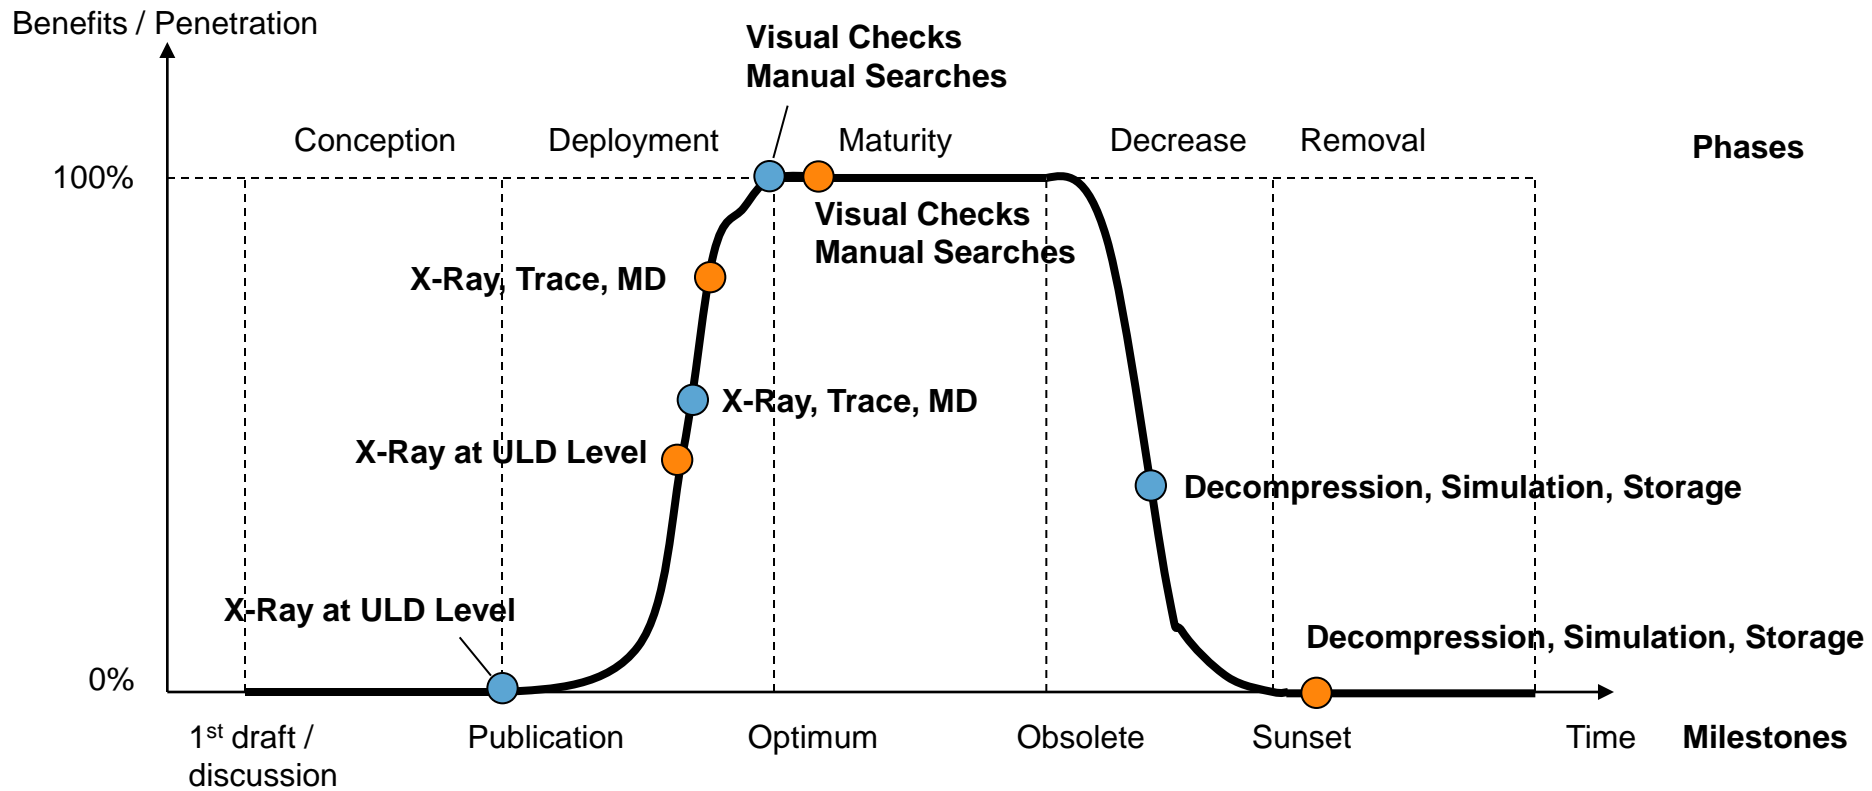 Benefits / Penetration
Visual Checks
Manual Searches
Conception
Deployment
Maturity
Decrease
Removal
Phases
100%
Visual Checks
Manual Searches
X-Ray, Trace, MD
X-Ray, Trace, MD
X-Ray at ULD Level
Decompression, Simulation, Storage
X-Ray at ULD Level
Decompression, Simulation, Storage
0%
1st draft /
discussion
Publication
Optimum
Obsolete
Sunset
Time
Milestones